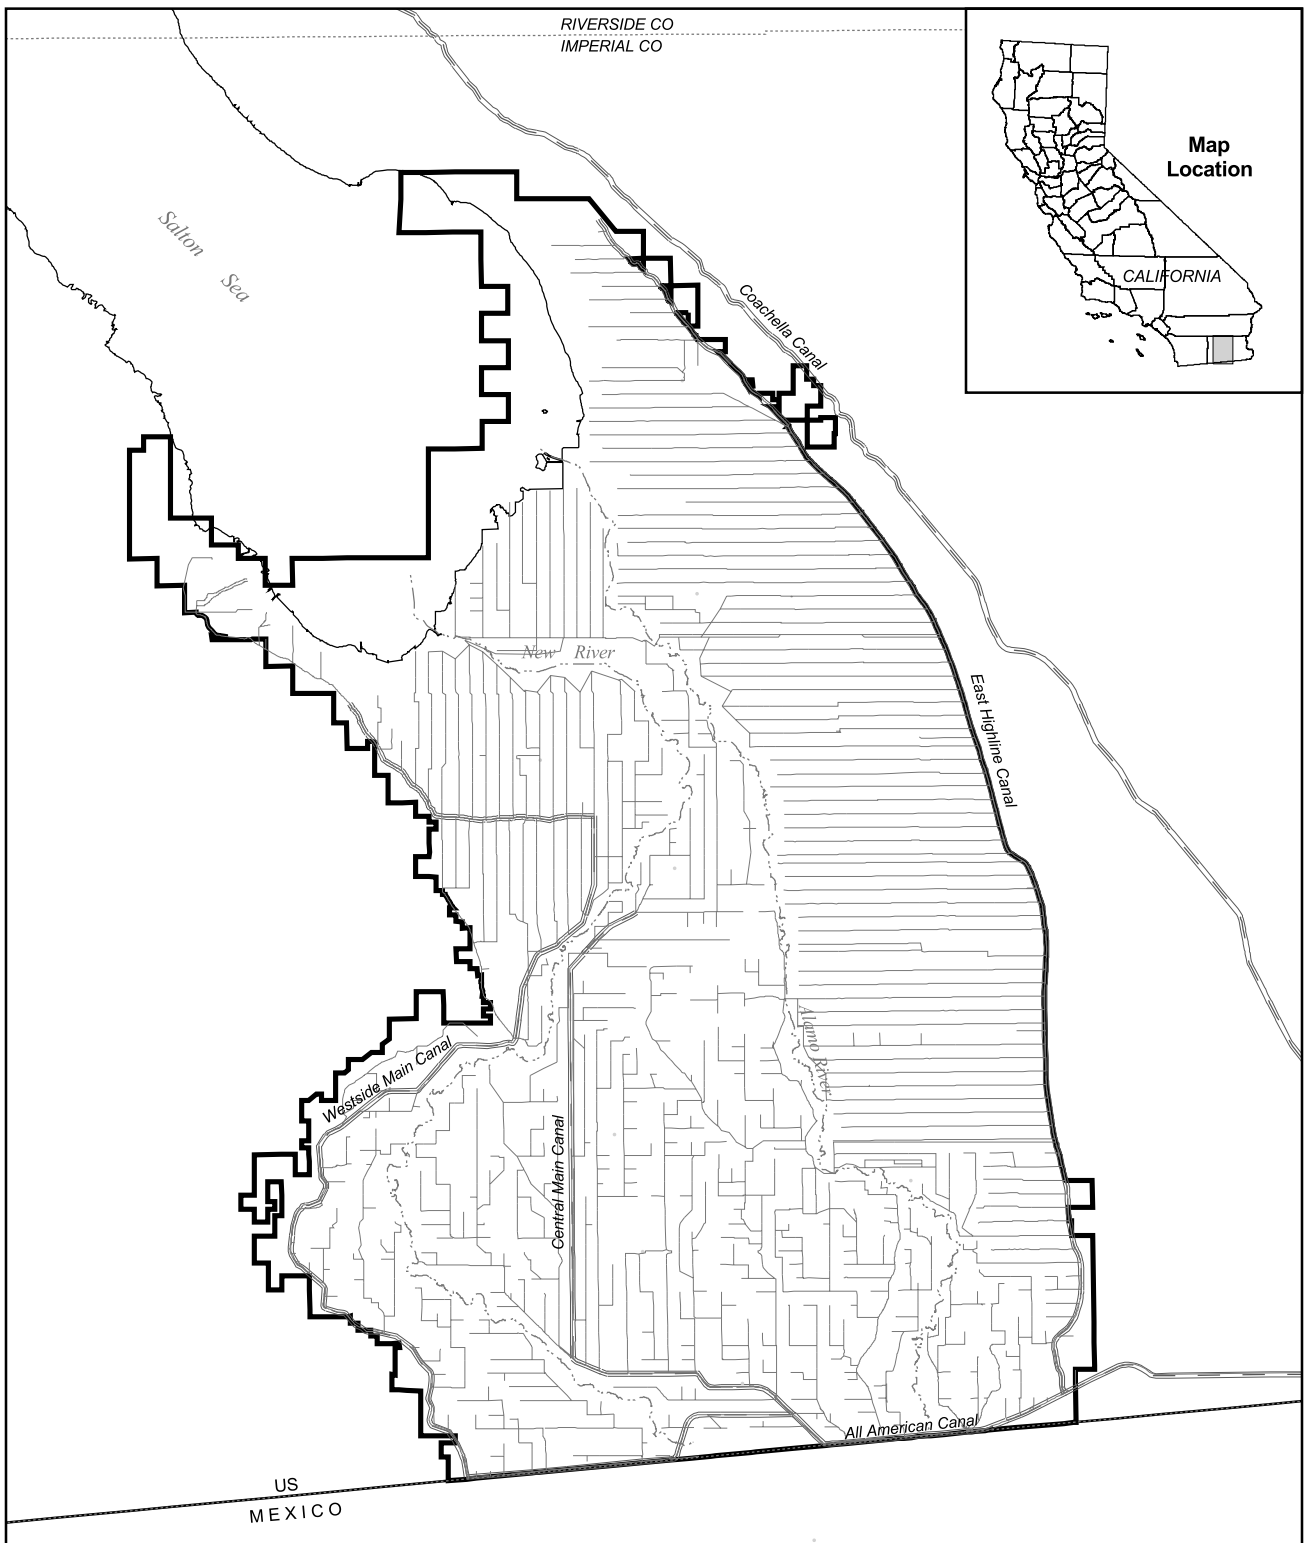 RIVERSIDE CO
IMPERIAL CO
Map
Location
CALIFORNIA
Salton
Sea
Coachella Canal
New River
East Highline Canal
Alamo River
Westside Main Canal
Central Main Canal
All American Canal
US
MEXICO